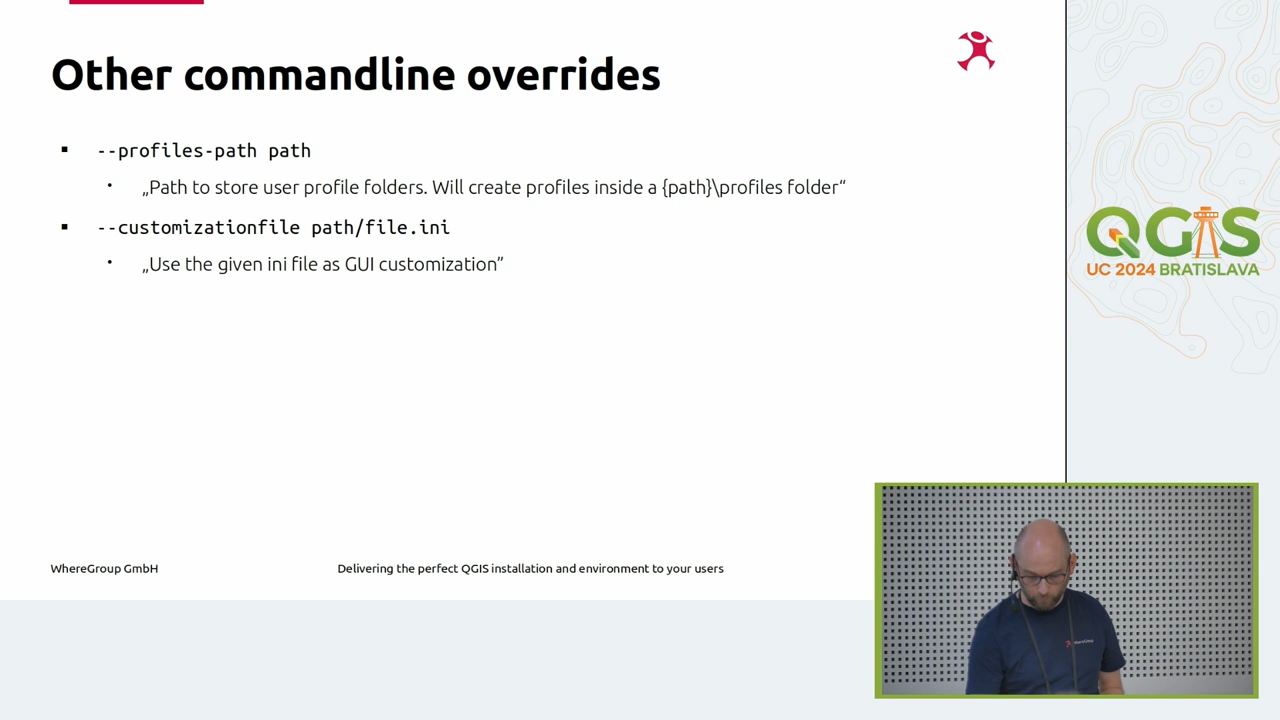 Other commandline overrides
--profiles-path path
„Path to store user profile folders. Will create profiles inside a {path}\profiles folder“
--customizationfile path/file.ini
„Use the given ini file as GUI customization”
WhereGroup GmbH
Delivering the perfect QGIS installation and environment to your users
QGIS
UC 2024 BRATISLAVA
WhereGroup